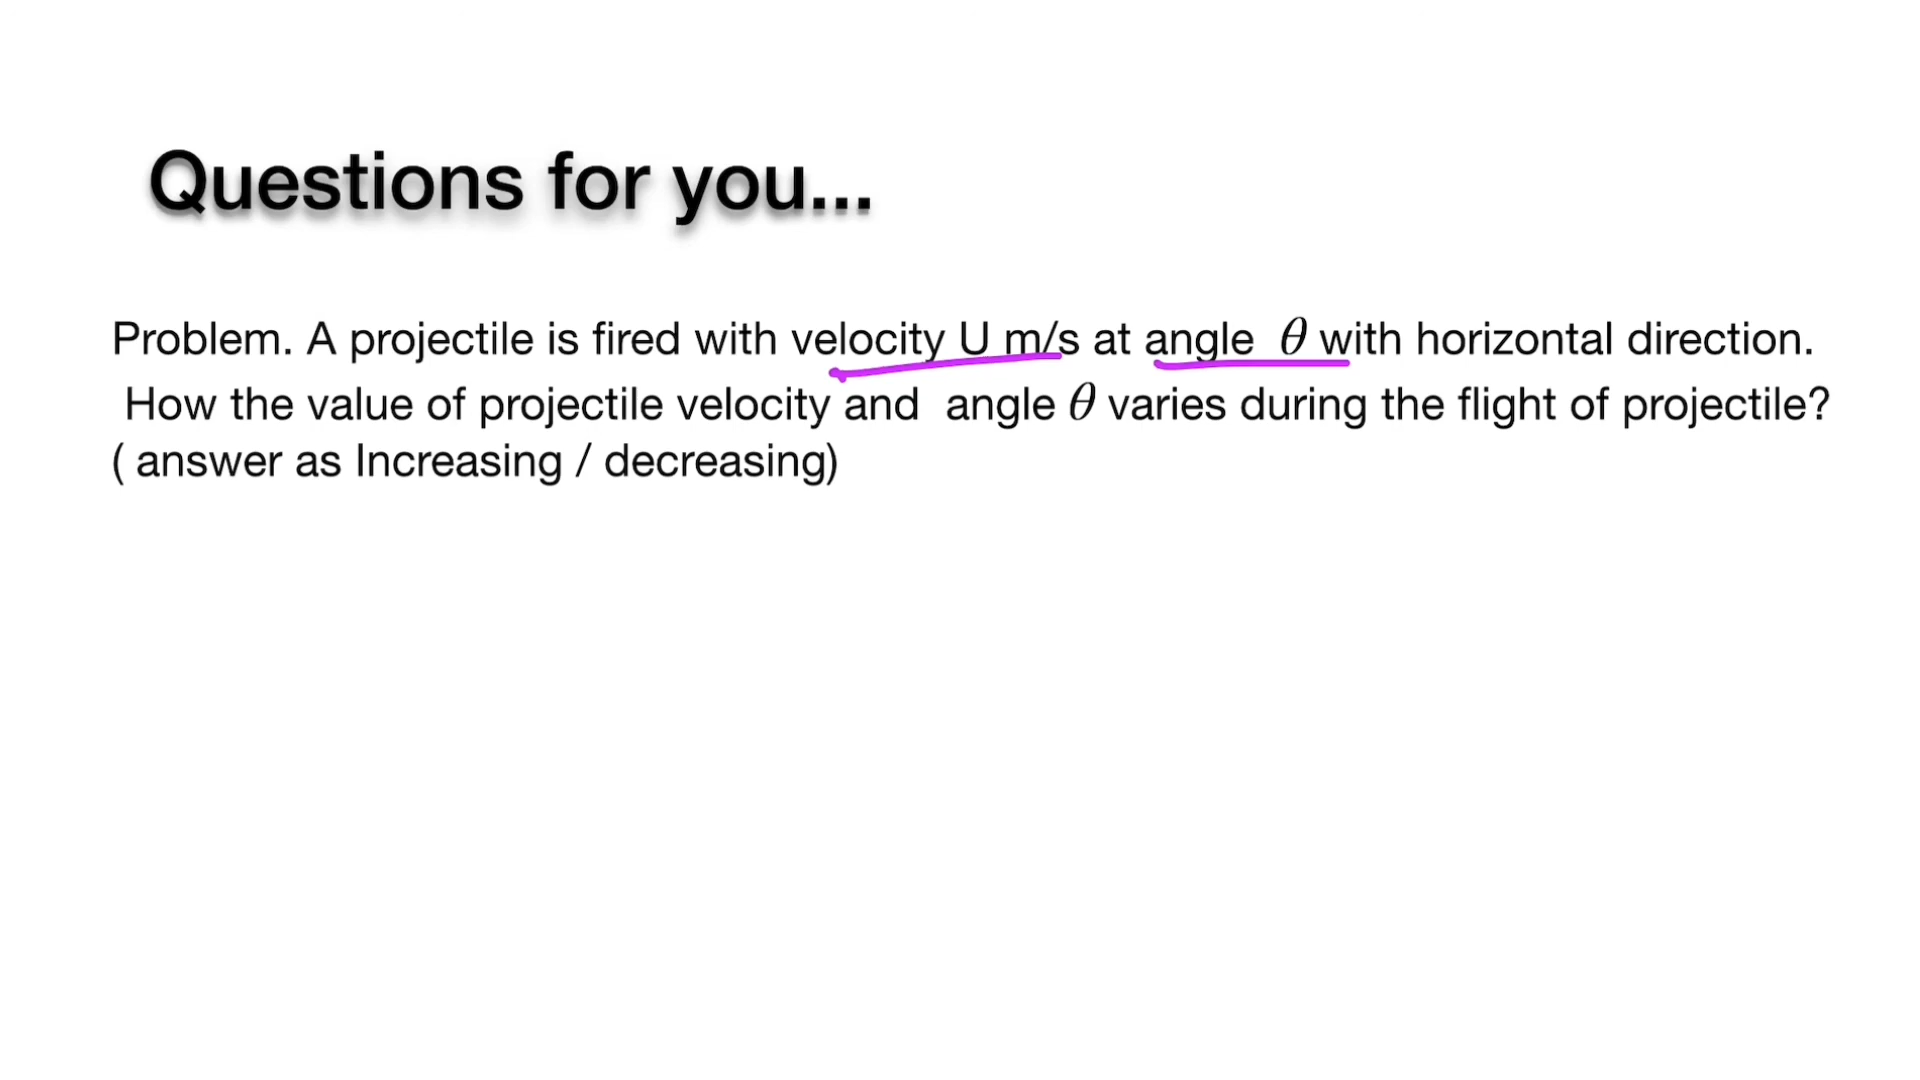 Questions for you...
Problem. A projectile is fired with velocity U m/s at angle θ with horizontal direction.
How the value of projectile velocity and angle θ varies during the flight of projectile?
( answer as Increasing / decreasing)